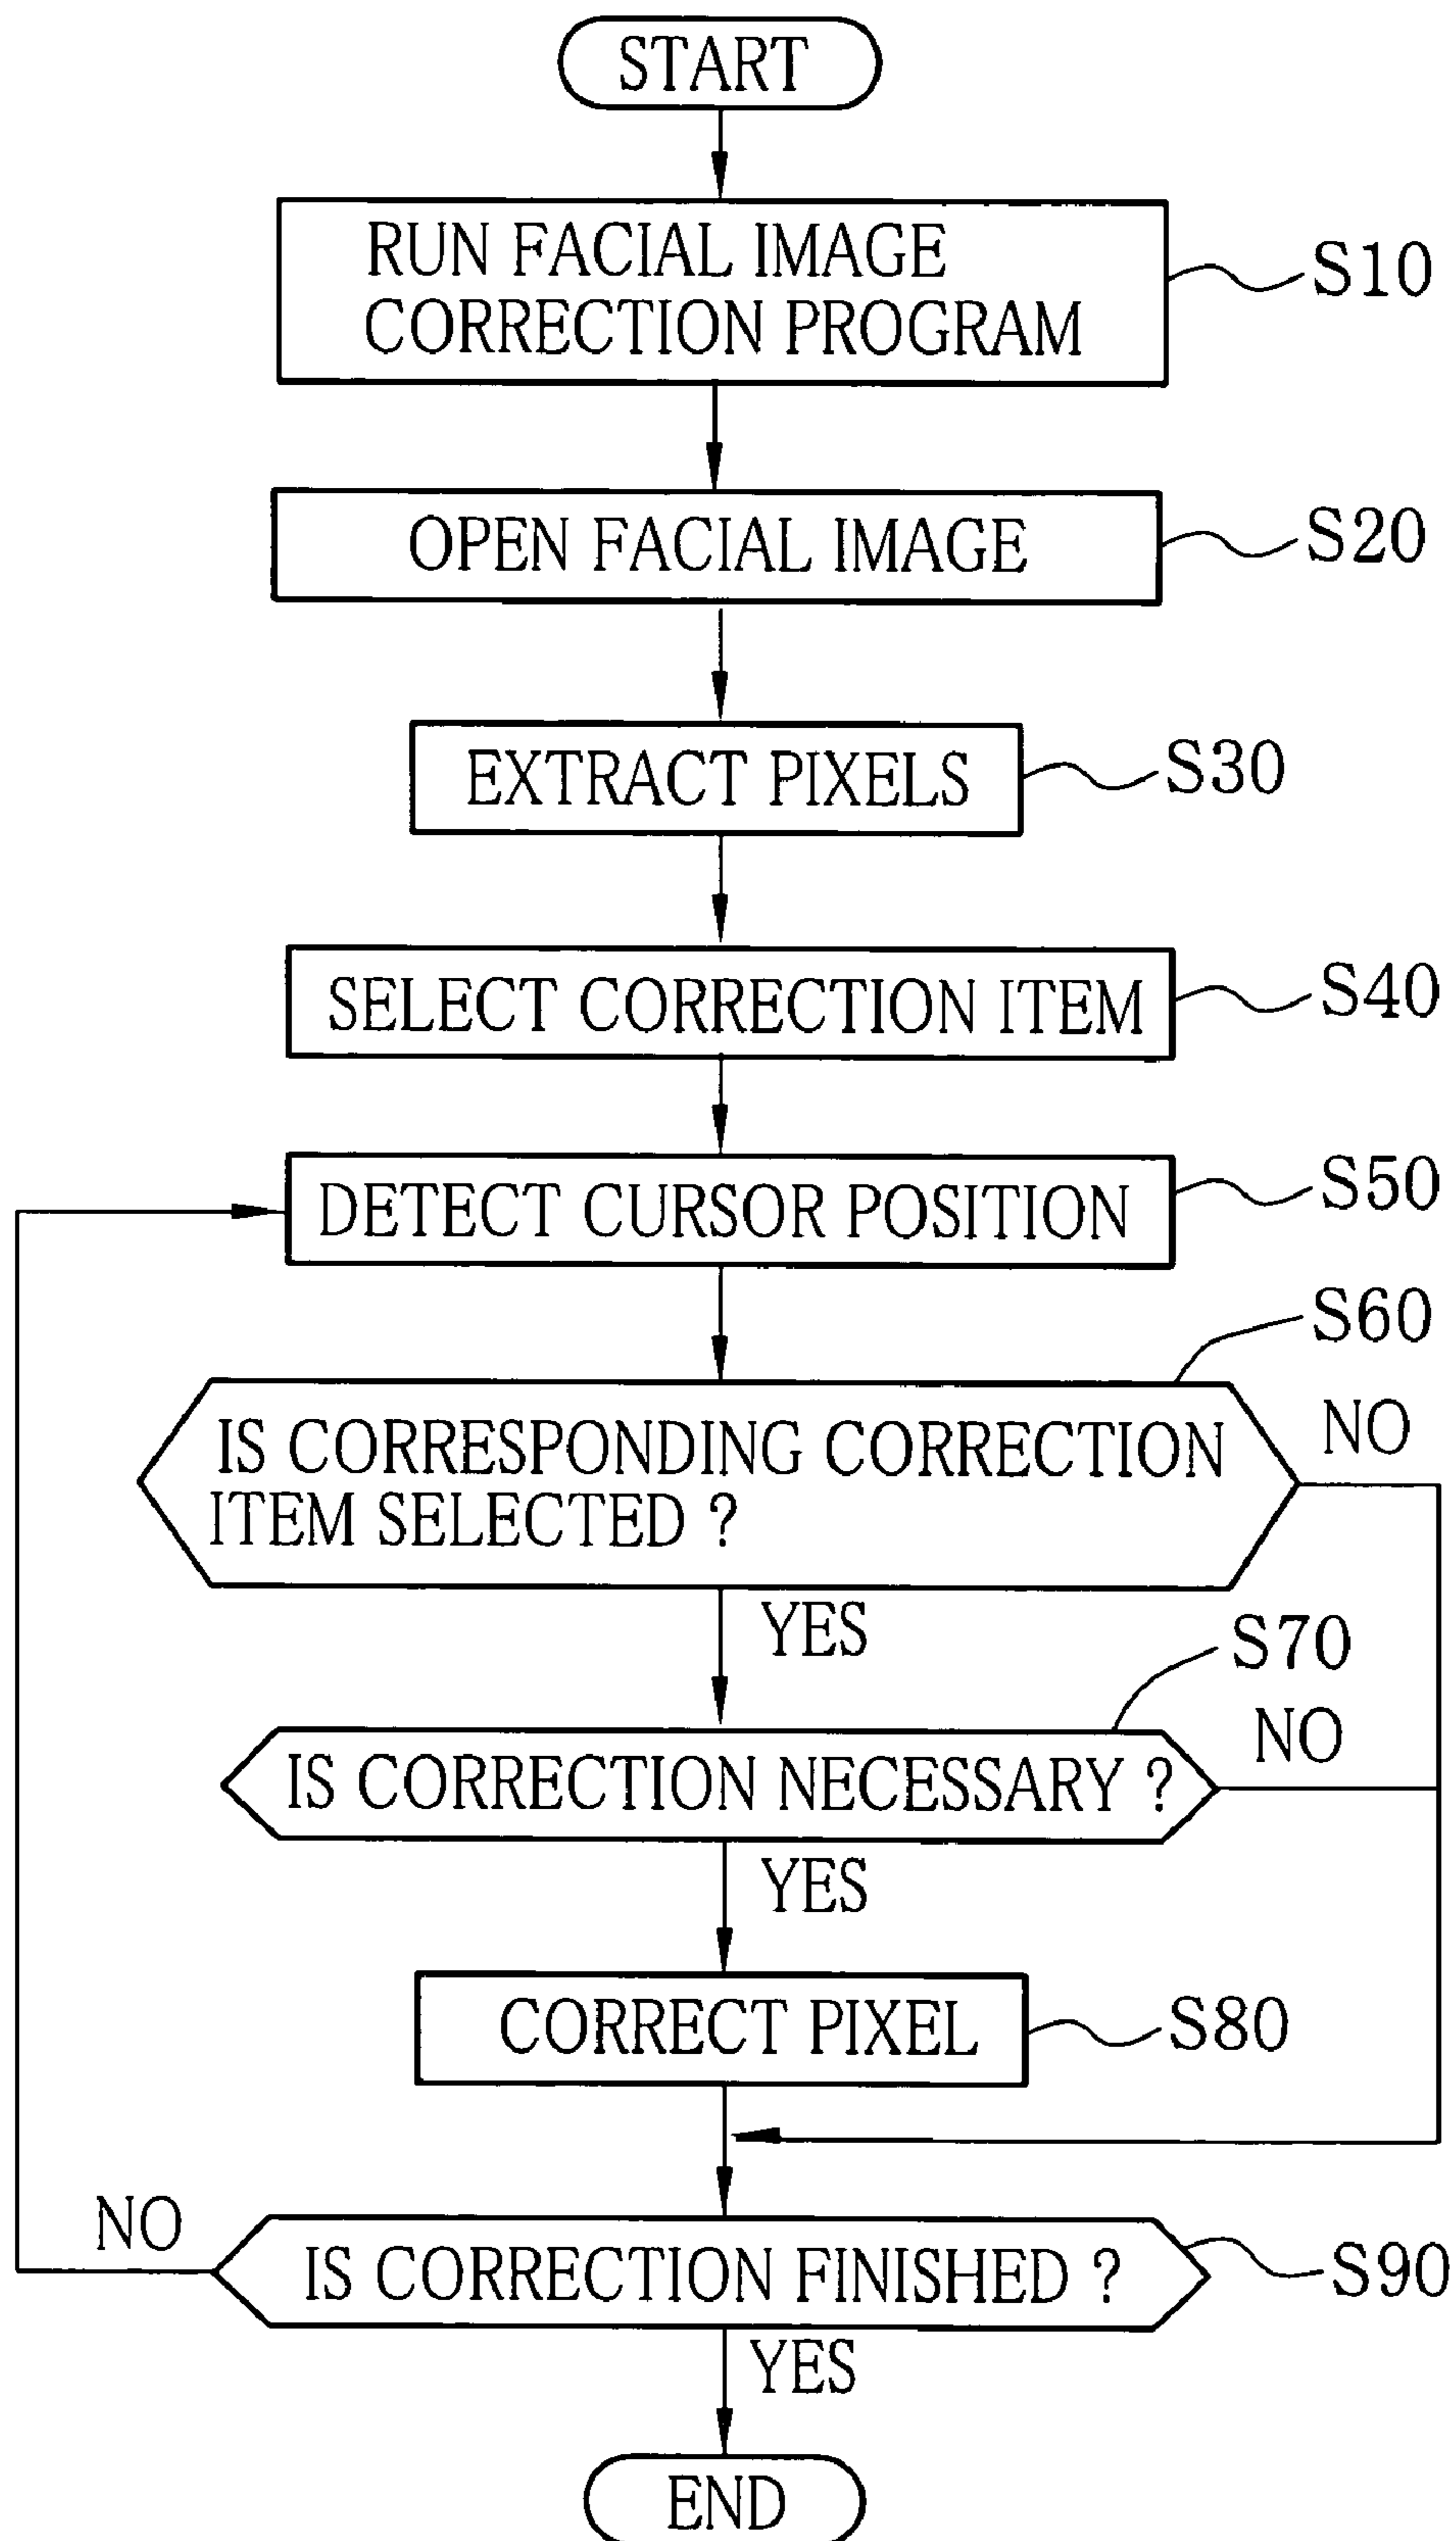 START
RUN FACIAL IMAGE
CORRECTION PROGRAM
S10
OPEN FACIAL IMAGE
S20
EXTRACT PIXELS
S30
SELECT CORRECTION ITEM
S40
DETECT CURSOR POSITION
S50
S60
IS CORRESPONDING CORRECTION
ITEM SELECTED ?
NO
YES
S70
IS CORRECTION NECESSARY ?
NO
YES
CORRECT PIXEL
S80
NO
IS CORRECTION FINISHED ?
S90
YES
END